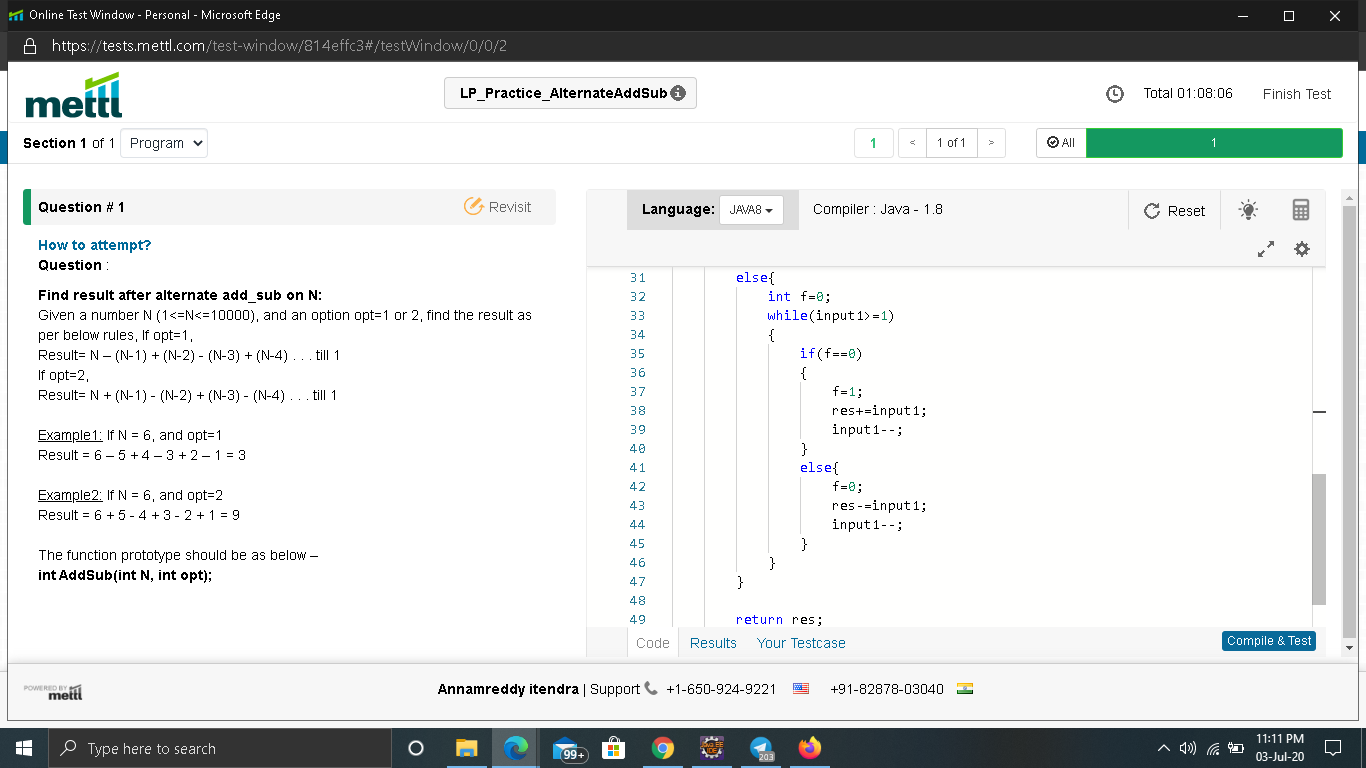 Online Test Window - Personal - Microsoft Edge
https://tests.mettl.com/test-window/814effc3#/testWindow/0/0/2
mettl
LP_Practice_AlternateAddSub
Total 01:08:06
Finish Test
Section 1 of 1
Program
1
<
1 of 1
>
All
1
Question # 1
Revisit
How to attempt?
Question :
Find result after alternate add_sub on N:
Given a number N (1<=N<=10000), and an option opt=1 or 2, find the result as
per below rules, If opt=1,
Result= N – (N-1) + (N-2) - (N-3) + (N-4) . . . till 1
If opt=2,
Result= N + (N-1) - (N-2) + (N-3) - (N-4) . . . till 1
Example1: If N = 6, and opt=1
Result = 6 – 5 + 4 – 3 + 2 – 1 = 3
Example2: If N = 6, and opt=2
Result = 6 + 5 - 4 + 3 - 2 + 1 = 9
The function prototype should be as below –
int AddSub(int N, int opt);
Language: JAVA8
Compiler : Java - 1.8
Reset
31 else{
32 int f=0;
33 while(input1>=1)
34 {
35 if(f==0)
36 {
37 f=1;
38 res+=input1;
39 input1--;
40 }
41 else{
42 f=0;
43 res-=input1;
44 input1--;
45 }
46 }
47 }
48
49 return res;
Code
Results
Your Testcase
Compile & Test
POWERED BY
mettl
Annamreddy itendra | Support +1-650-924-9221 +91-82878-03040
Type here to search
99+
JAVA EE
IDE
203
11:11 PM
03-Jul-20